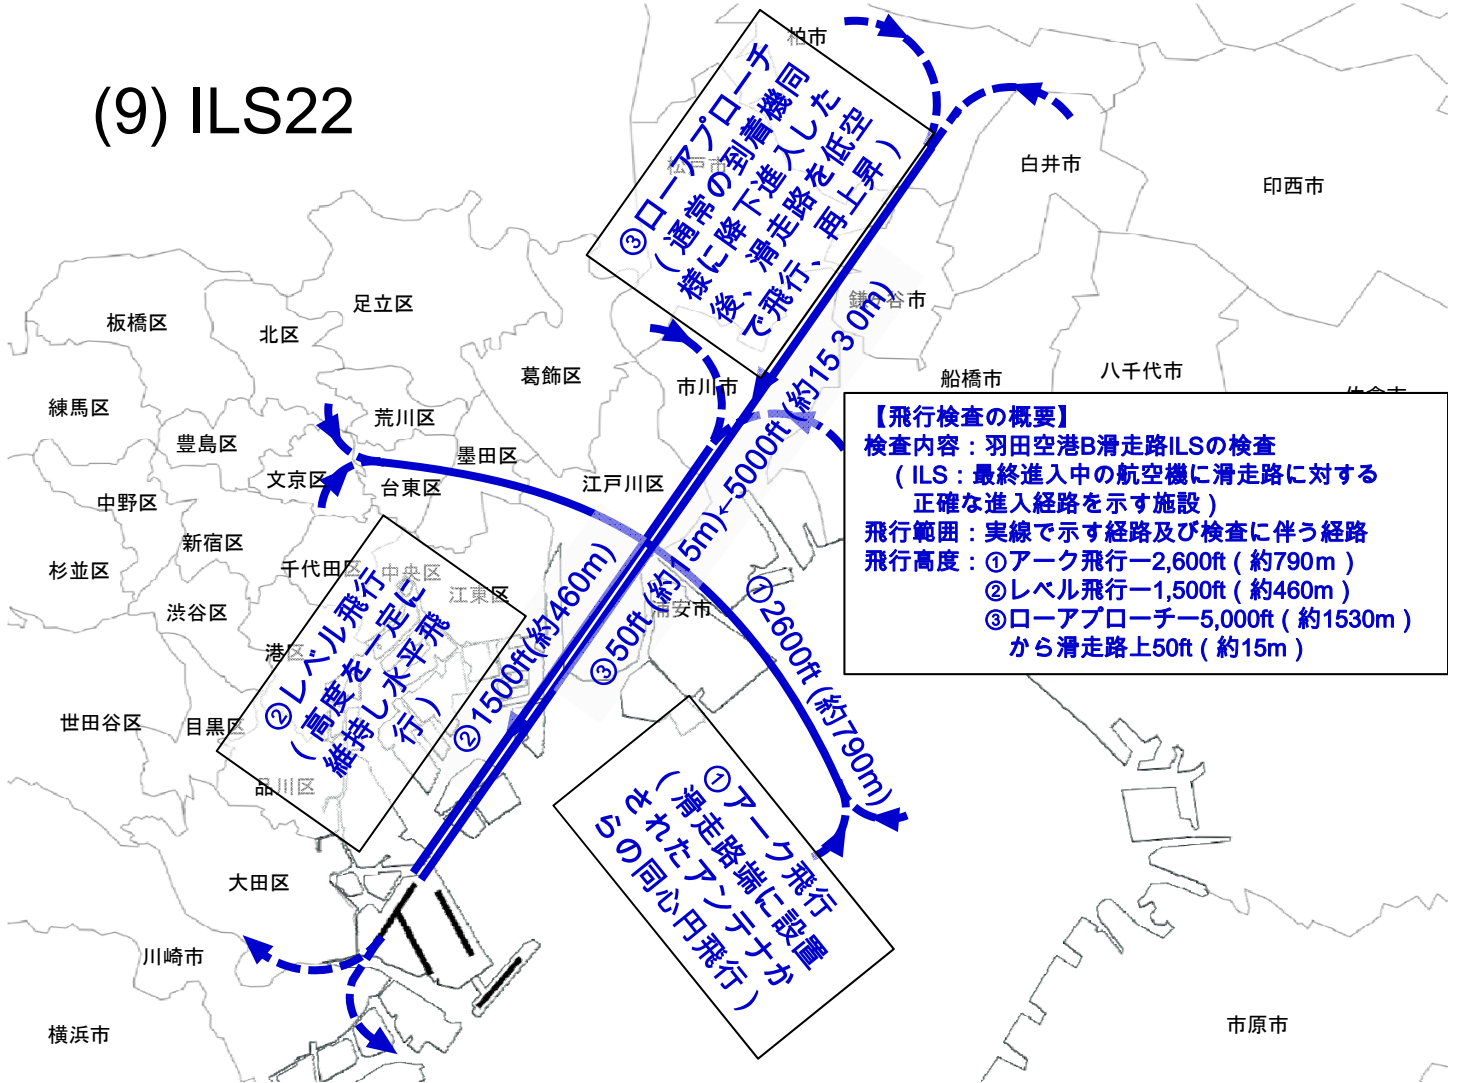 (9) ILS22
柏市
③ローアプローチ
（通常の到着機同
様に降下進入した
後、滑走路を低空
で飛行、再上昇）
松戸市
白井市
印西市
鎌ケ谷市
足立区
板橋区
北区
葛飾区
市川市
船橋市
八千代市
練馬区
荒川区
豊島区
墨田区
文京区
台東区
江戸川区
中野区
新宿区
杉並区
千代田区
中央区
江東区
浦安市
渋谷区
港区
世田谷区
目黒区
品川区
大田区
川崎市
横浜市
市原市
【飛行検査の概要】
検査内容：羽田空港B滑走路ILSの検査
（ILS：最終進入中の航空機に滑走路に対する
正確な進入経路を示す施設）
飛行範囲：実線で示す経路及び検査に伴う経路
飛行高度：①アーク飛行ー2,600ft（約790ｍ）
②レベル飛行ー1,500ft（約460m）
③ローアプローチー5,000ft（約1530m）
から滑走路上50ft（約15m）
③50ft (約15m)←5000ft (約1530m)
②1500ft(約460m)
①2600ft (約790m)
②レベル飛行
（高度を一定に
維持し水平飛
行）
①アーク飛行
（滑走路端に設置
されたアンテナか
らの同心円飛行）